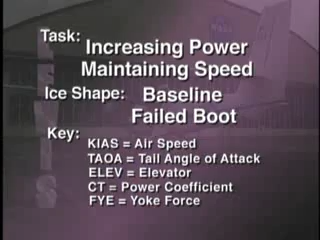 Task: Increasing Power
Maintaining Speed
Ice Shape: Baseline
Failed Boot
Key:
KIAS = Air Speed
TAOA = Tail Angle of Attack
ELEV = Elevator
CT = Power Coefficient
FYE = Yoke Force